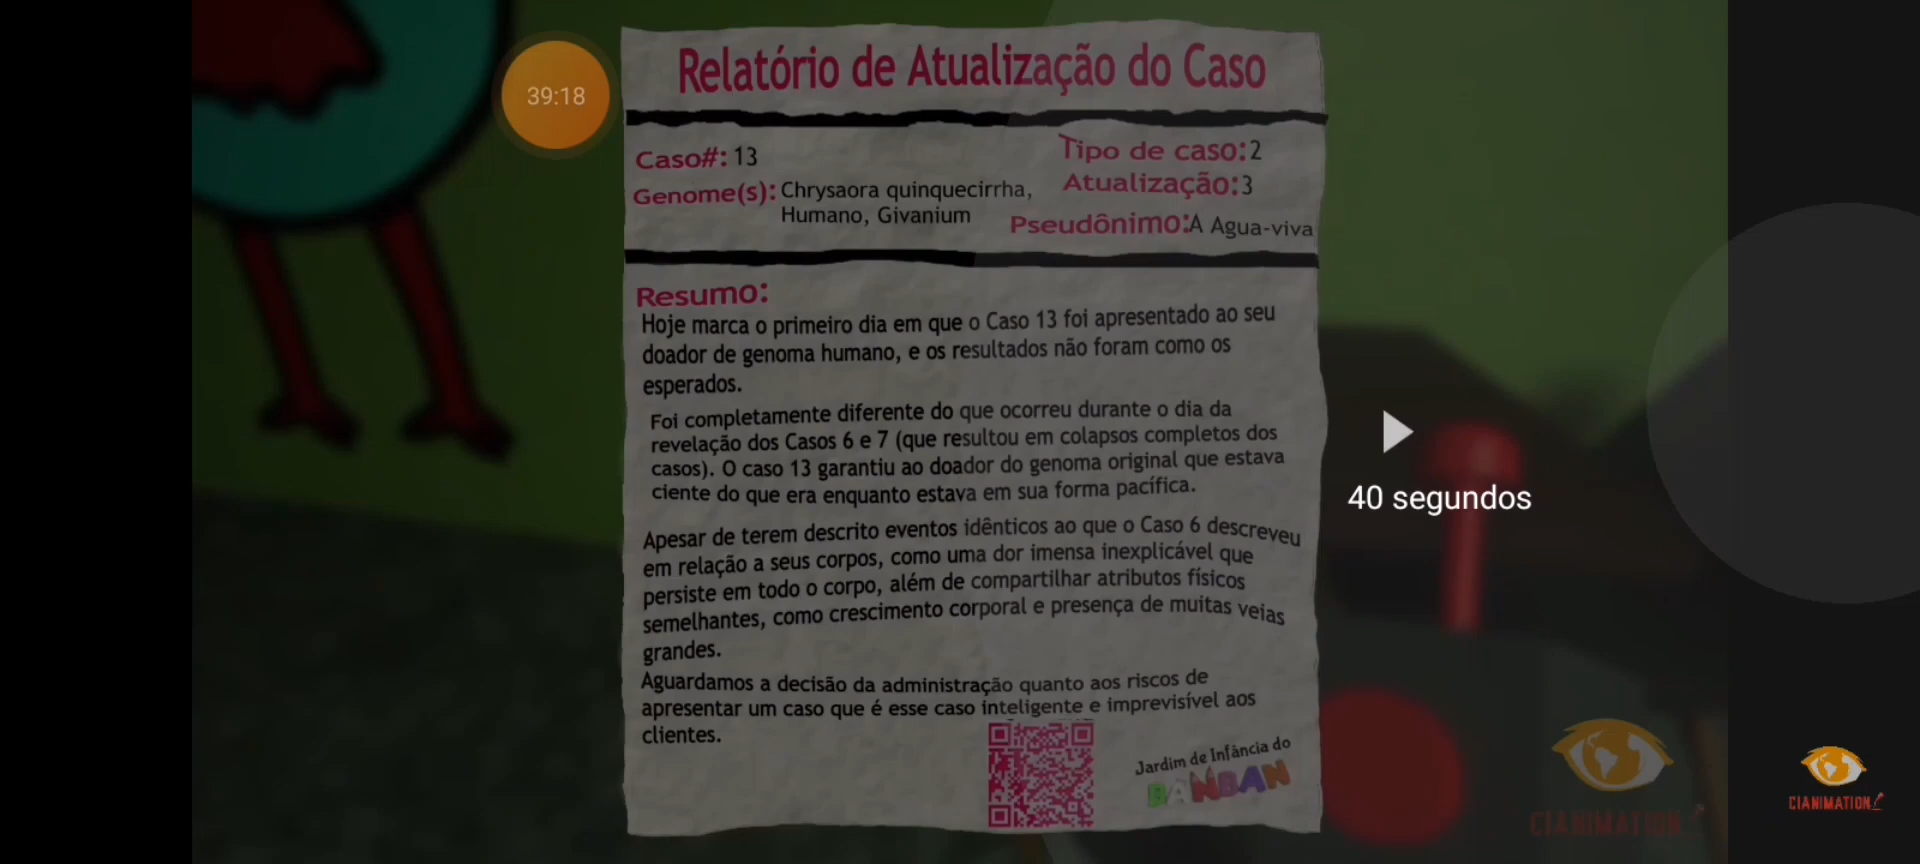 Relatório de Atualização do Caso
39:18
Caso#: 13
Tipo de caso:2
Genome(s): Chrysaora quinquecirrha,
Humano, Givanium
Atualização:3
Pseudônimo:A Agua-viva
Resumo:
Hoje marca o primeiro dia em que o Caso 13 foi apresentado ao seu
doador de genoma humano, e os resultados não foram como os
esperados.
Foi completamente diferente do que ocorreu durante o dia da
revelação dos Casos 6 e 7 (que resultou em colapsos completos dos
casos). O caso 13 garantiu ao doador do genoma original que estava
ciente do que era enquanto estava em sua forma pacífica.
Apesar de terem descrito eventos idênticos ao que o Caso 6 descreveu
em relação a seus corpos, como uma dor imensa inexplicável que
persiste em todo o corpo, além de compartilhar atributos físicos
semelhantes, como crescimento corporal e presença de muitas veias
grandes.
Aguardamos a decisão da administração quanto aos riscos de
apresentar um caso que é esse caso inteligente e imprevisível aos
clientes.
Jardim de Infância do
BANBAN
40 segundos
CIANIMATION
CIANIMATION